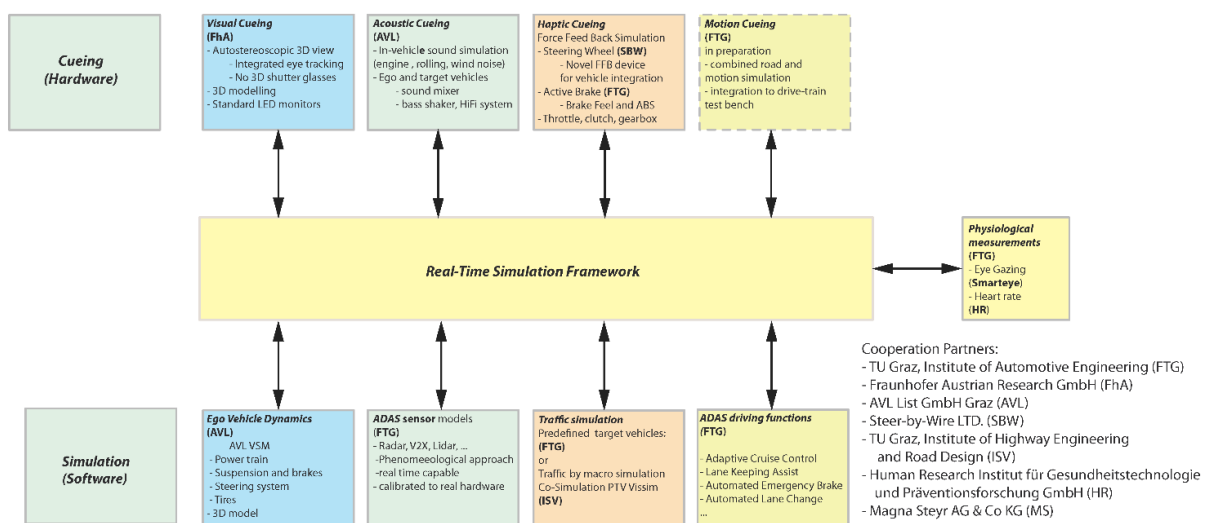 Cueing
(Hardware)
Visual Cueing
(FhA)
- Autostereoscopic 3D view
- Integrated eye tracking
- No 3D shutter glasses
- 3D modelling
- Standard LED monitors
Acoustic Cueing
(AVL)
- In-vehicle sound simulation
(engine , rolling, wind noise)
- Ego and target vehicles
- sound mixer
- bass shaker, HiFi system
Haptic Cueing
Force Feed Back Simulation
- Steering Wheel (SBW)
- Novel FFB device
for vehicle integration
- Active Brake (FTG)
- Brake Feel and ABS
- Throttle, clutch, gearbox
Motion Cueing
(FTG)
in preparation
- combined road and
motion simulation
- integration to drive-train
test bench
Real-Time Simulation Framework
Physiological
measurements
(FTG)
- Eye Gazing
(Smarteye)
- Heart rate
(HR)
Simulation
(Software)
Ego Vehicle Dynamics
(AVL)
AVL VSM
- Power train
- Suspension and brakes
- Steering system
- Tires
- 3D model
ADAS sensor models
(FTG)
- Radar, V2X, Lidar, ...
-Phenomeeological approach
-real time capable
- calibrated to real hardware
Traffic simulation
Predefined target vehicles:
(FTG)
or
Traffic by macro simulation
Co-Simulation PTV Vissim
(ISV)
ADAS driving functions
(FTG)
- Adaptive Cruise Control
- Lane Keeping Assist
- Automated Emergency Brake
- Automated Lane Change
...
Cooperation Partners:
- TU Graz, Institute of Automotive Engineering (FTG)
- Fraunhofer Austrian Research GmbH (FhA)
- AVL List GmbH Graz (AVL)
- Steer-by-Wire LTD. (SBW)
- TU Graz, Institute of Highway Engineering
and Road Design (ISV)
- Human Research Institut für Gesundheitstechnologie
und Präventionsforschung GmbH (HR)
- Magna Steyr AG & Co KG (MS)